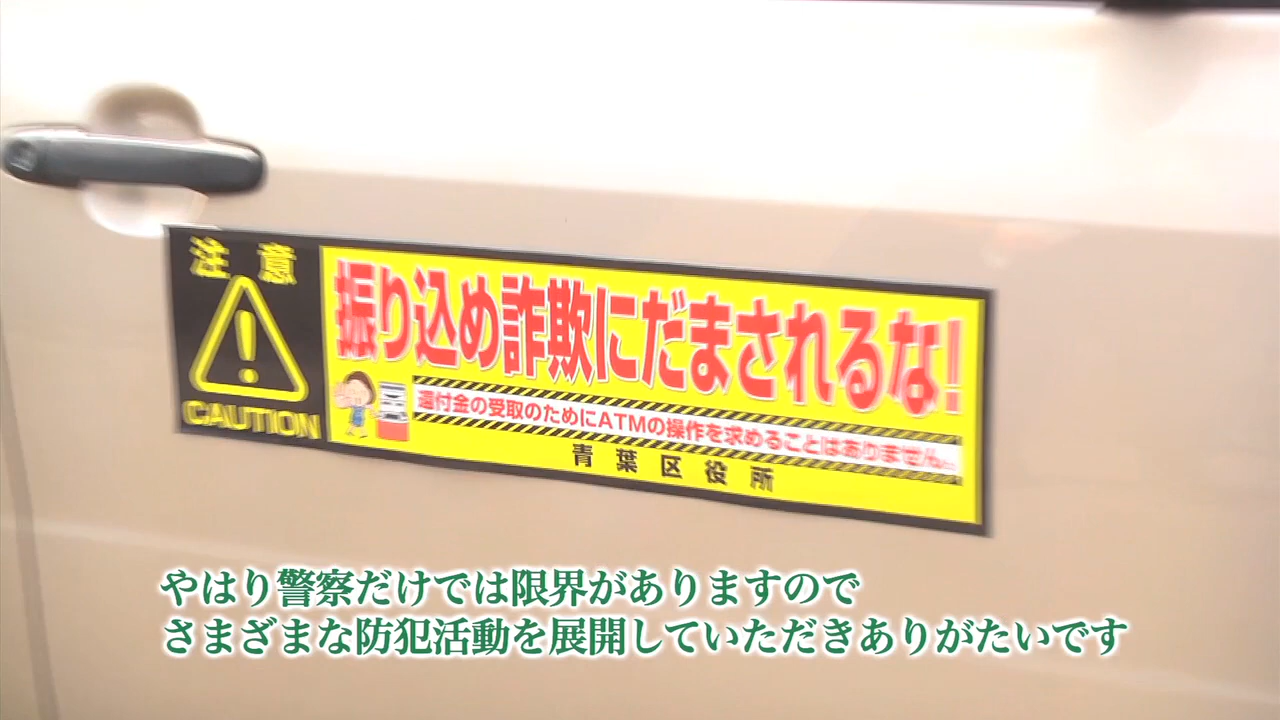 注意
CAUTION
振り込め詐欺にだまされるな!
還付金の受取のためにATMの操作を求めることはありません。
青葉区役所
やはり警察だけでは限界がありますので
さまざまな防犯活動を展開していただきありがたいです